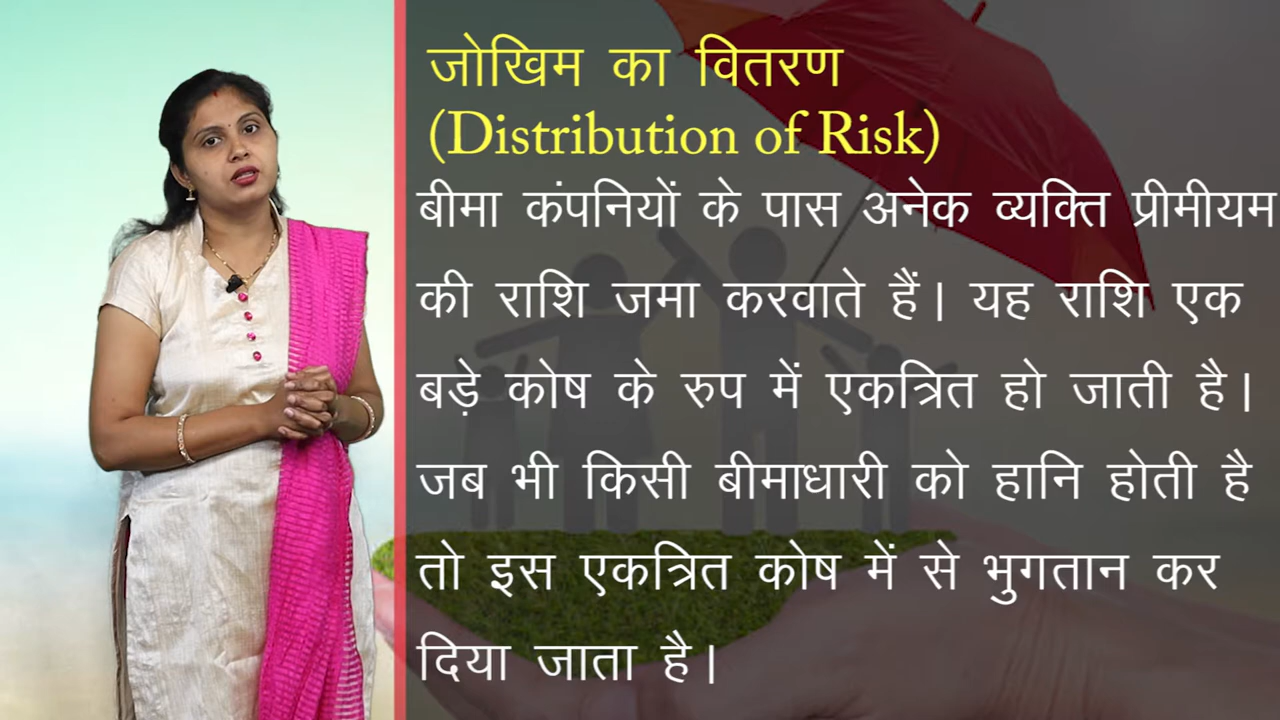 जोखिम का वितरण
(Distribution of Risk)
बीमा कंपनियों के पास अनेक व्यक्ति प्रीमीयम
की राशि जमा करवाते हैं। यह राशि एक
बड़े कोष के रुप में एकत्रित हो जाती है।
जब भी किसी बीमाधारी को हानि होती है
तो इस एकत्रित कोष में से भुगतान कर
दिया जाता है।